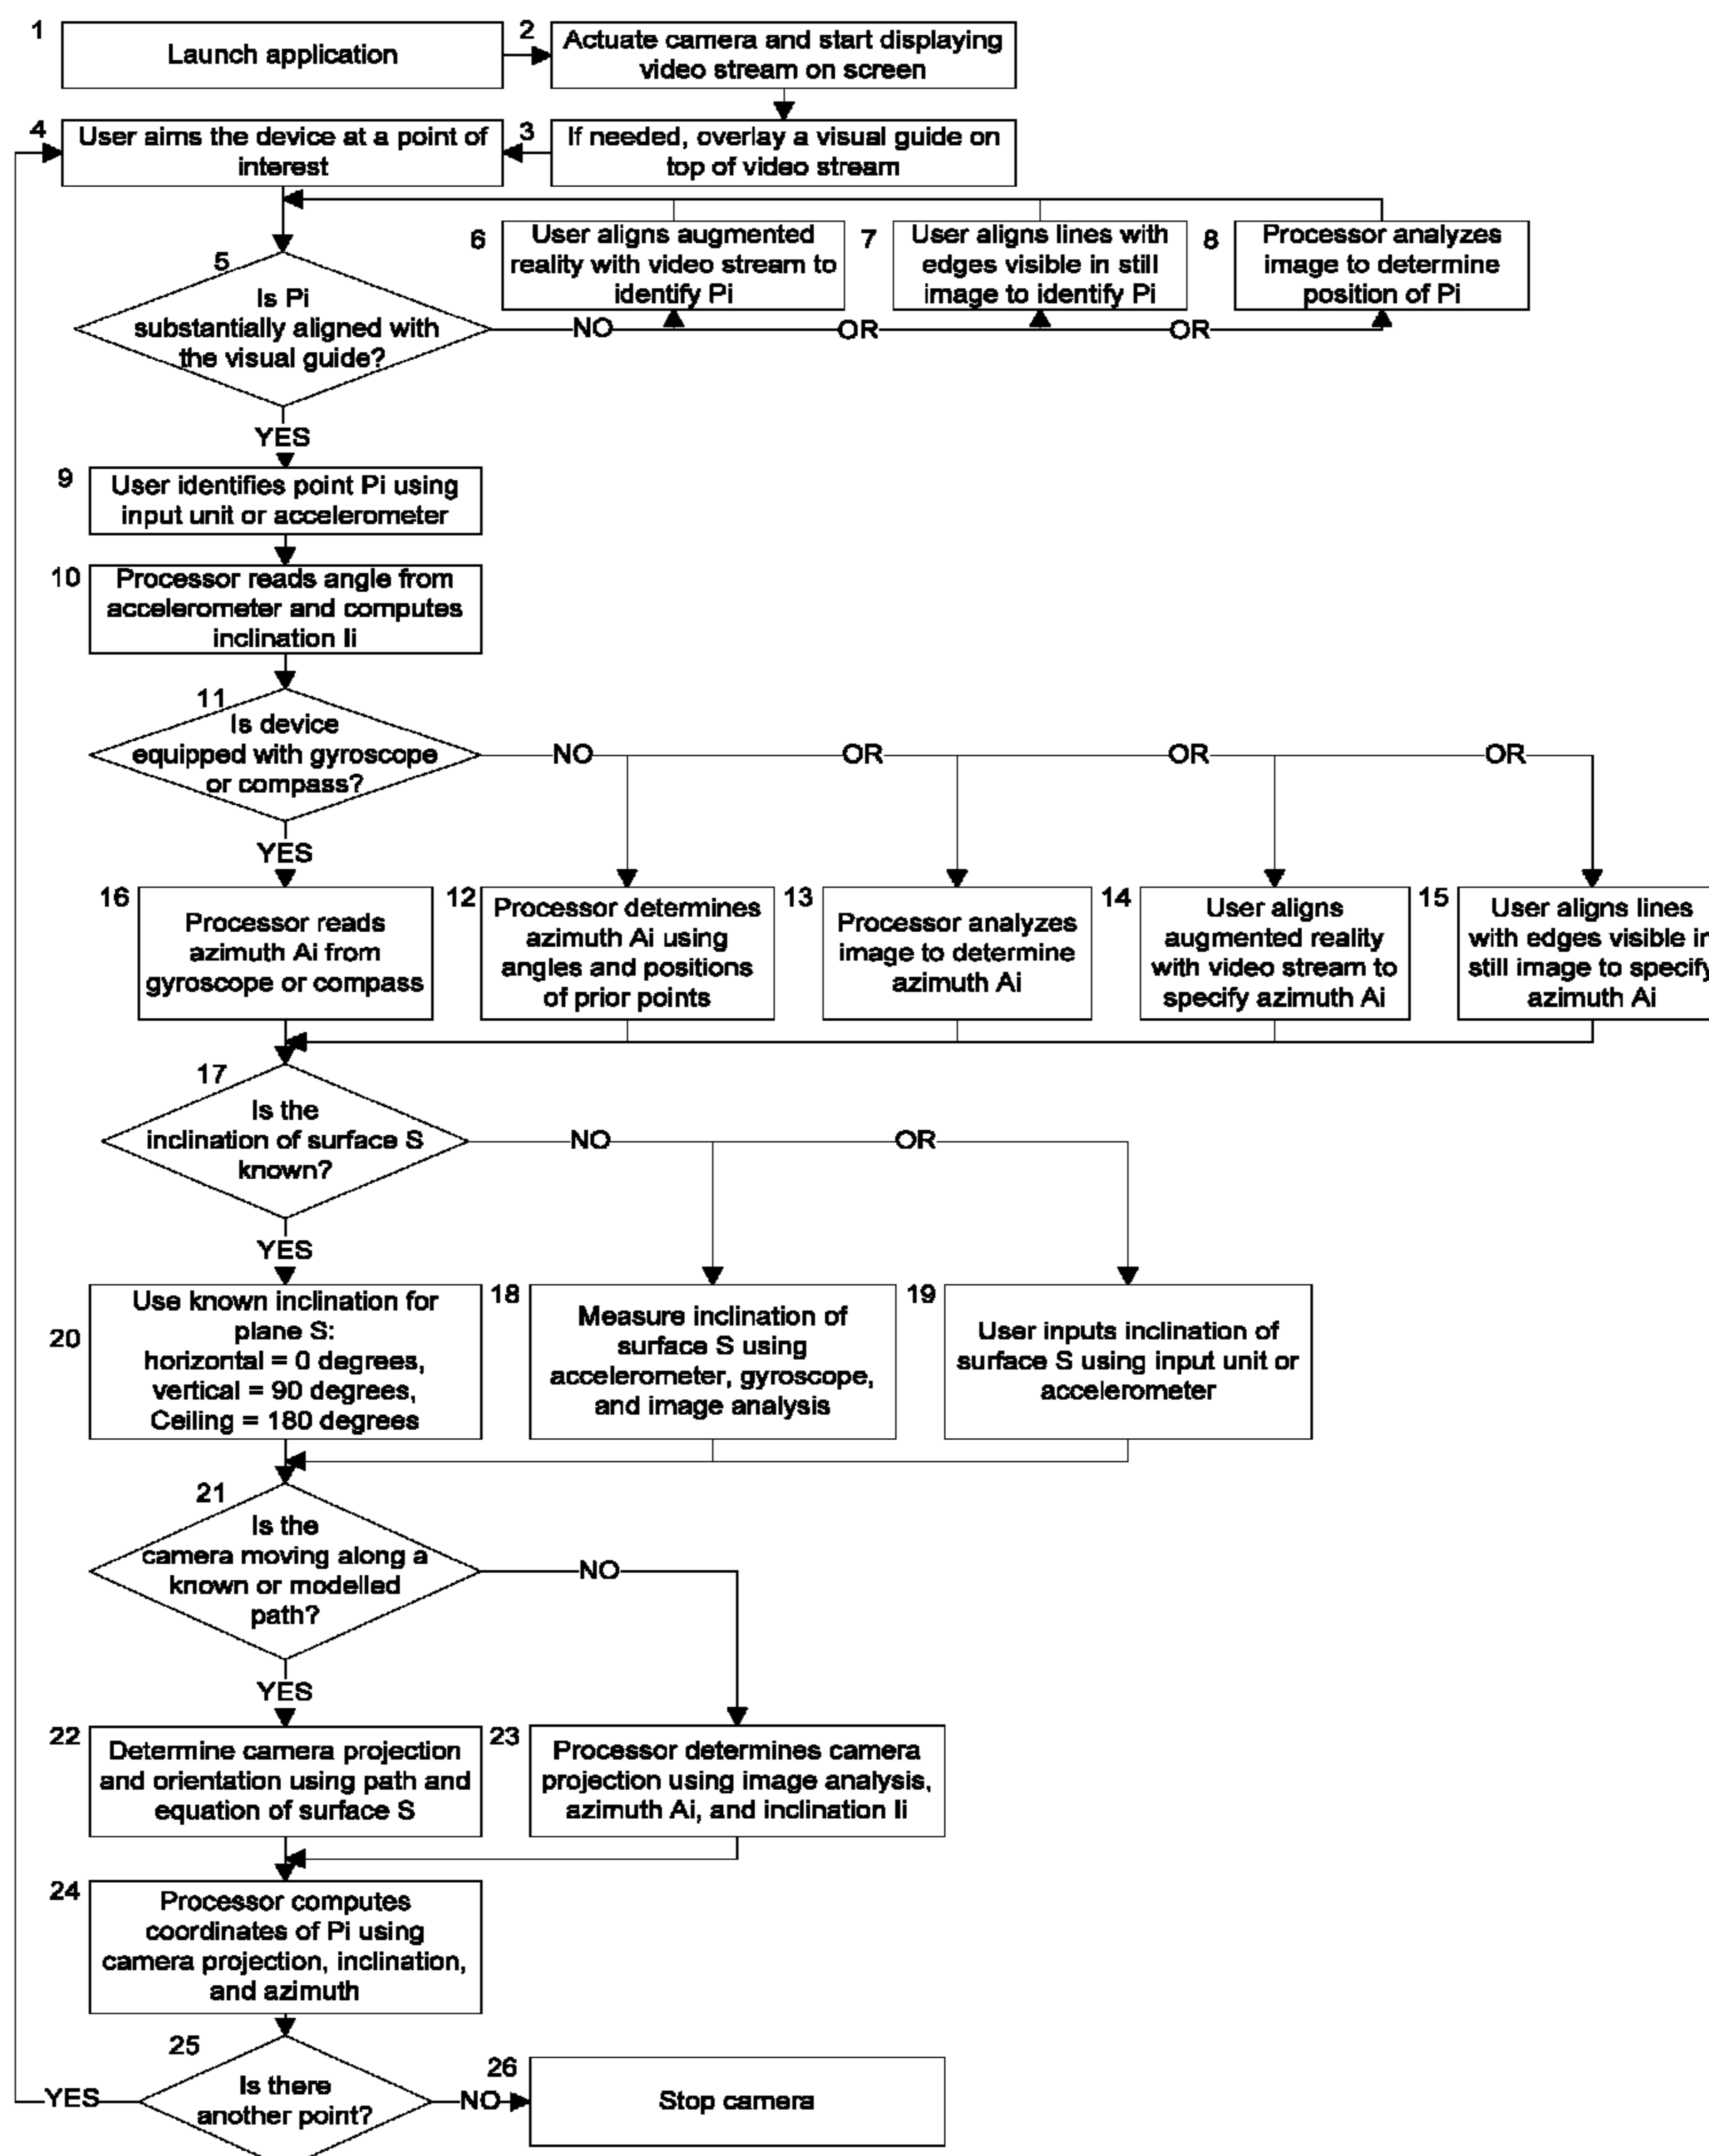 1
Launch application
2
Actuate camera and start displaying
video stream on screen
4
User aims the device at a point of
interest
3
If needed, overlay a visual guide on
top of video stream
5
Is Pi
substantially aligned with
the visual guide?
6
User aligns augmented
reality with video stream to
identify Pi
7
User aligns lines with
edges visible in still
image to identify Pi
8
Processor analyzes
image to determine
position of Pi
NO
OR
OR
YES
9
User identifies point Pi using
input unit or accelerometer
10
Processor reads angle from
accelerometer and computes
inclination Ii
11
Is device
equipped with gyroscope
or compass?
NO
OR
OR
OR
YES
16
Processor reads
azimuth Ai from
gyroscope or compass
12
Processor determines
azimuth Ai using
angles and positions
of prior points
13
Processor analyzes
image to determine
azimuth Ai
14
User aligns
augmented reality
with video stream to
specify azimuth Ai
15
User aligns lines
with edges visible in
still image to specify
azimuth Ai
17
Is the
inclination of surface S
known?
NO
OR
YES
20
Use known inclination for
plane S:
horizontal = 0 degrees,
vertical = 90 degrees,
Ceiling = 180 degrees
18
Measure inclination of
surface S using
accelerometer, gyroscope,
and image analysis
19
User inputs inclination of
surface S using input unit or
accelerometer
21
Is the
camera moving along a
known or modelled
path?
NO
YES
22
Determine camera projection
and orientation using path and
equation of surface S
23
Processor determines camera
projection using image analysis,
azimuth Ai, and inclination Ii
24
Processor computes
coordinates of Pi using
camera projection, inclination,
and azimuth
25
Is there
another point?
YES
NO
26
Stop camera